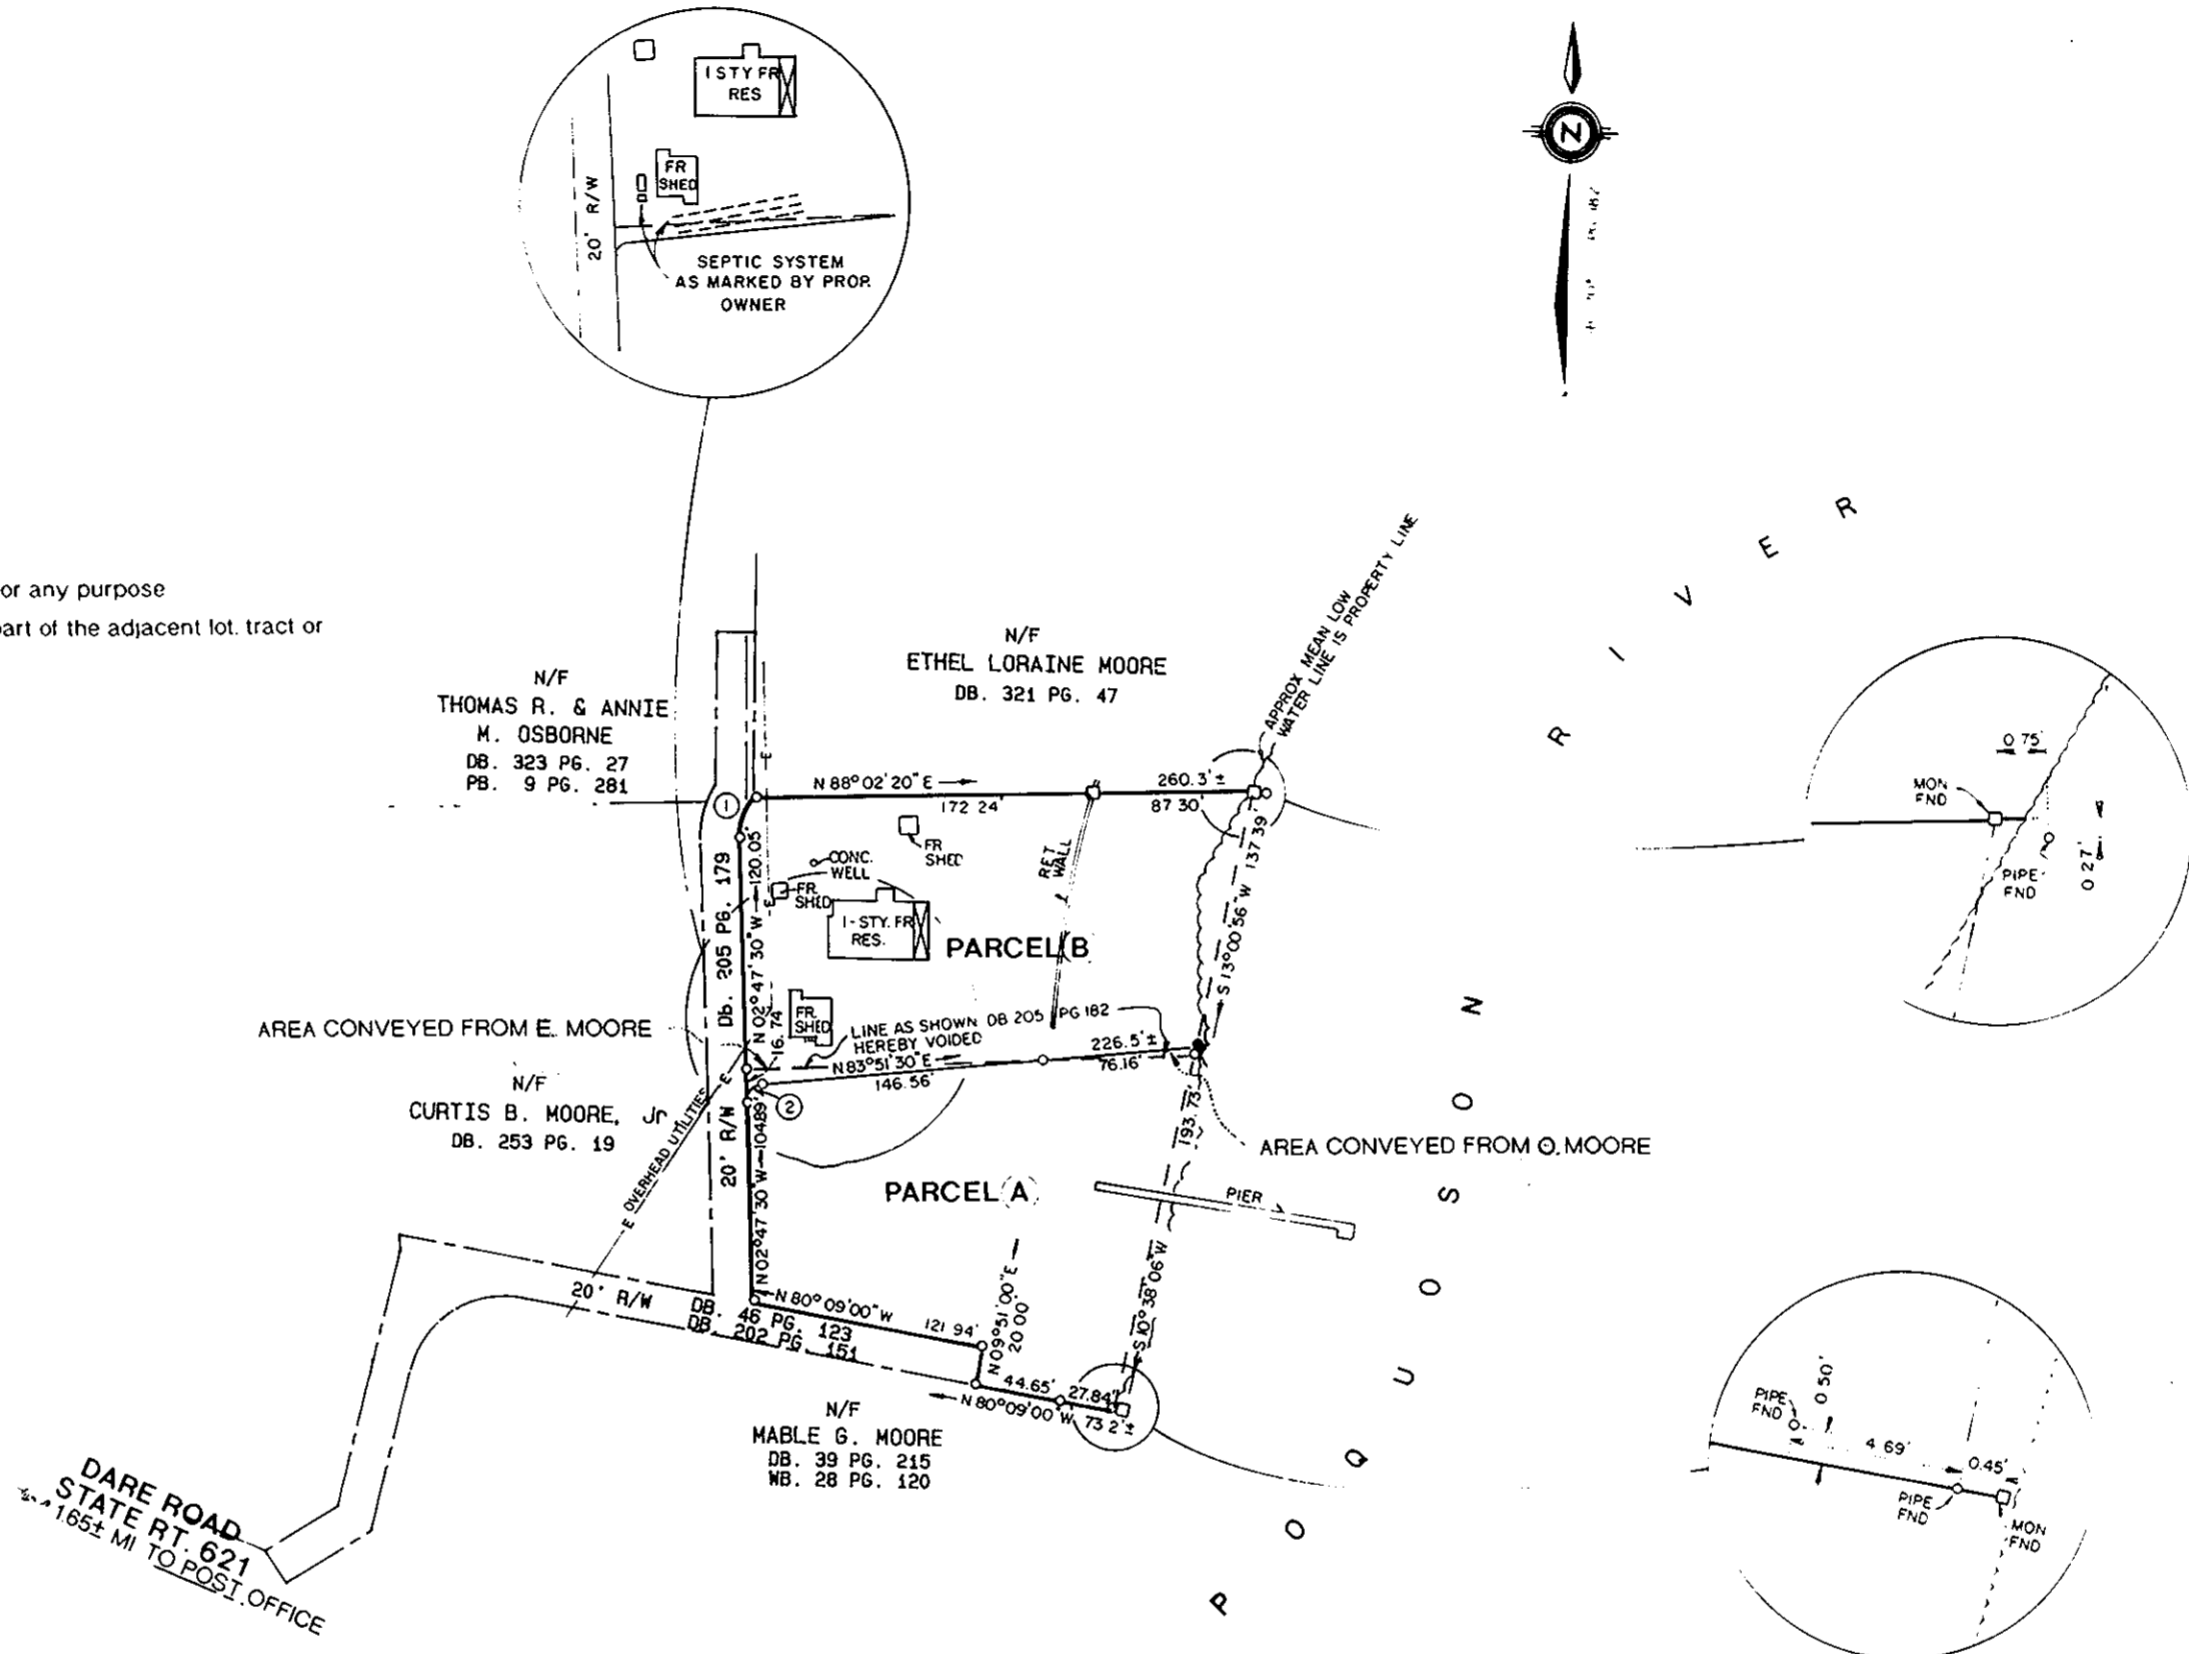 1 STY FR
RES
FR
SHED
20' R/W
SEPTIC SYSTEM
AS MARKED BY PROP.
OWNER
N
or any purpose
part of the adjacent lot, tract or
N/F
THOMAS R. & ANNIE
M. OSBORNE
DB. 323 PG. 27
PB. 9 PG. 281
N/F
ETHEL LORAINE MOORE
DB. 321 PG. 47
APPROX MEAN LOW
WATER LINE IS PROPERTY LINE
N 88°02'20" E
172.24'
260.3'±
87.30'
1
Db. 205 PG. 179
N 02°47'30" W 120.05'
E
E
CONC.
WELL
FR
SHED
FR.
SHED
1-STY. FR
RES.
RET
WALL
PARCEL B
S 13°00'56" W 137.39'
FR.
SHED
16.74
AREA CONVEYED FROM E. MOORE
LINE AS SHOWN DB 205 PG 182
HEREBY VOIDED
N 83°51'30" E
146.56'
226.5'±
76.16'
2
N/F
CURTIS B. MOORE, Jr
DB. 253 PG. 19
E OVERHEAD UTILITIES E
20' R/W
N 02°47'30" W 104.89'
193.73'
AREA CONVEYED FROM O. MOORE
PARCEL A
PIER
S 10°38'06" W
20' R/W
DB. 46 PG. 123
DB. 202 PG. 151
N 80°09'00" W
121.94'
N 09°51'00" E
20.00'
44.65'
27.84'
N 80°09'00" W 73.2'±
N/F
MABLE G. MOORE
DB. 39 PG. 215
WB. 28 PG. 120
DARE ROAD
STATE RT. 621
1.65± MI TO POST OFFICE
POQUOSON RIVER
0.75'
MON
FND
PIPE
FND
0.27'
PIPE
FND
0.50'
4.69'
0.45'
PIPE
FND
MON
FND